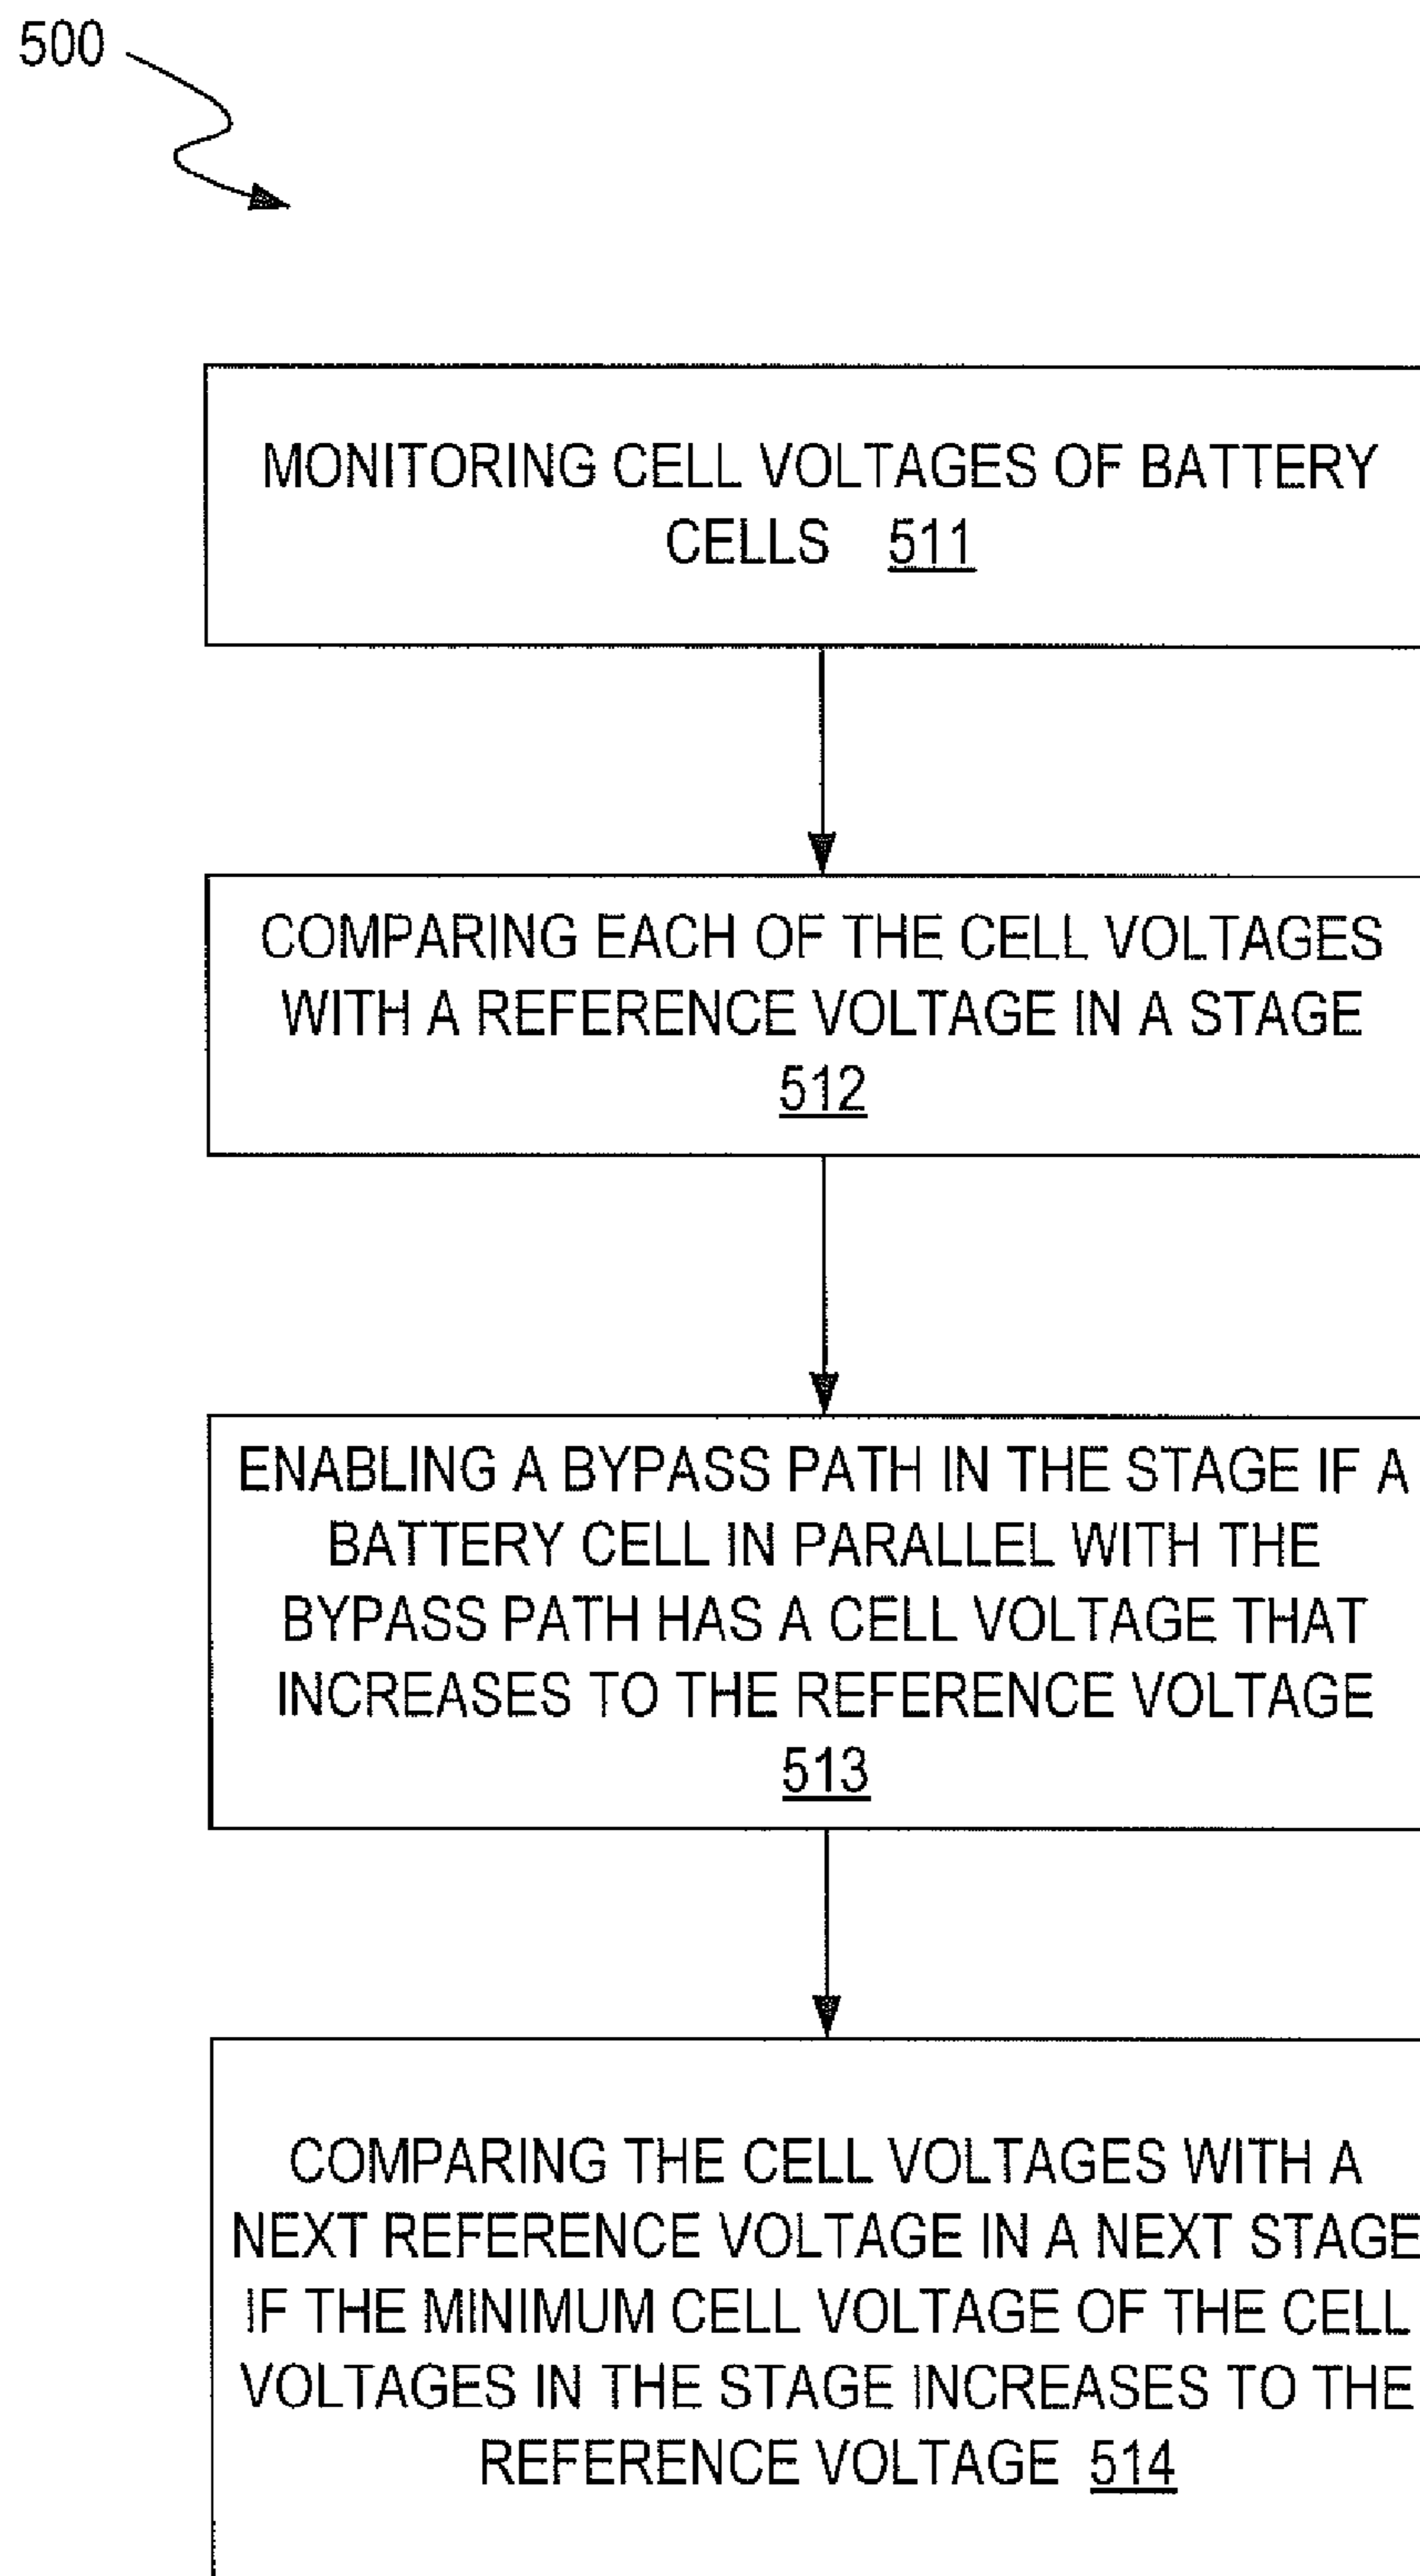 500
MONITORING CELL VOLTAGES OF BATTERY
CELLS 511
COMPARING EACH OF THE CELL VOLTAGES
WITH A REFERENCE VOLTAGE IN A STAGE
512
ENABLING A BYPASS PATH IN THE STAGE IF A
BATTERY CELL IN PARALLEL WITH THE
BYPASS PATH HAS A CELL VOLTAGE THAT
INCREASES TO THE REFERENCE VOLTAGE
513
COMPARING THE CELL VOLTAGES WITH A
NEXT REFERENCE VOLTAGE IN A NEXT STAGE
IF THE MINIMUM CELL VOLTAGE OF THE CELL
VOLTAGES IN THE STAGE INCREASES TO THE
REFERENCE VOLTAGE 514